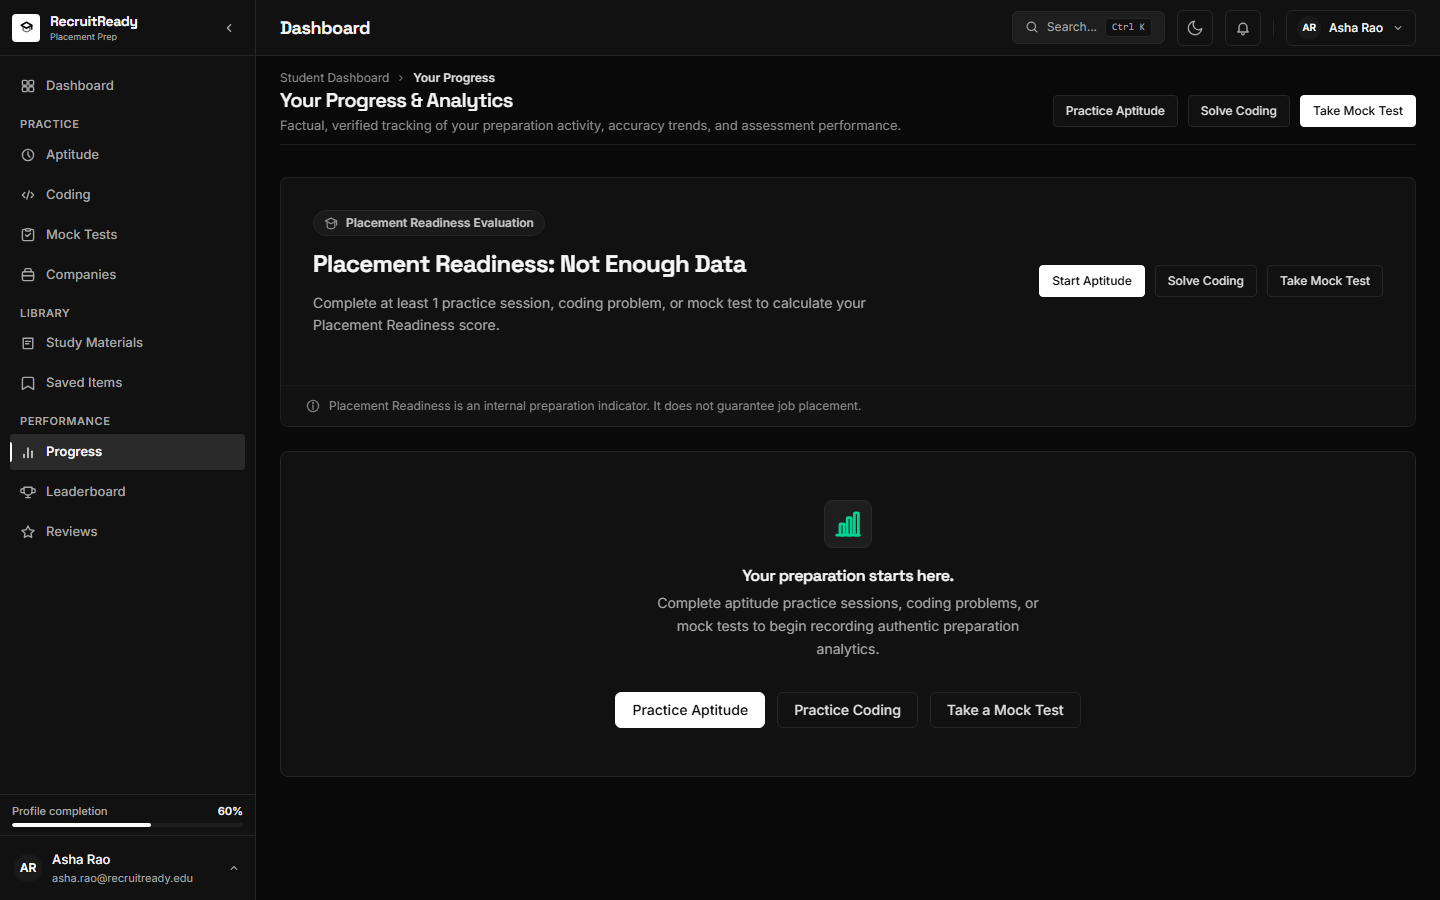 RecruitReady
Placement Prep
Dashboard
PRACTICE
Aptitude
Coding
Mock Tests
Companies
LIBRARY
Study Materials
Saved Items
PERFORMANCE
Progress
Leaderboard
Reviews
Profile completion 60%
AR Asha Rao
asha.rao@recruitready.edu
Dashboard
Search... Ctrl K
AR Asha Rao
Student Dashboard › Your Progress
Your Progress & Analytics
Factual, verified tracking of your preparation activity, accuracy trends, and assessment performance.
Practice Aptitude Solve Coding Take Mock Test
Placement Readiness Evaluation
Placement Readiness: Not Enough Data
Complete at least 1 practice session, coding problem, or mock test to calculate your
Placement Readiness score.
Start Aptitude Solve Coding Take Mock Test
Placement Readiness is an internal preparation indicator. It does not guarantee job placement.
Your preparation starts here.
Complete aptitude practice sessions, coding problems, or
mock tests to begin recording authentic preparation
analytics.
Practice Aptitude Practice Coding Take a Mock Test